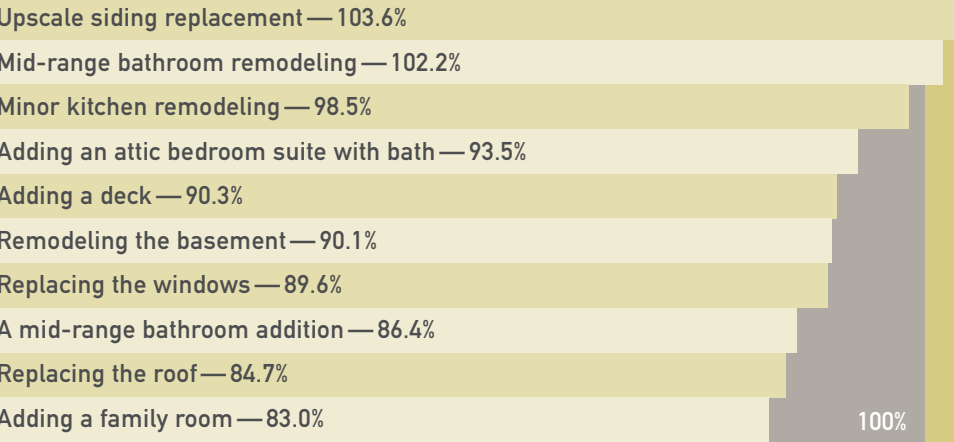 Upscale siding replacement — 103.6%
Mid-range bathroom remodeling — 102.2%
Minor kitchen remodeling — 98.5%
Adding an attic bedroom suite with bath — 93.5%
Adding a deck — 90.3%
Remodeling the basement — 90.1%
Replacing the windows — 89.6%
A mid-range bathroom addition — 86.4%
Replacing the roof — 84.7%
Adding a family room — 83.0%
100%